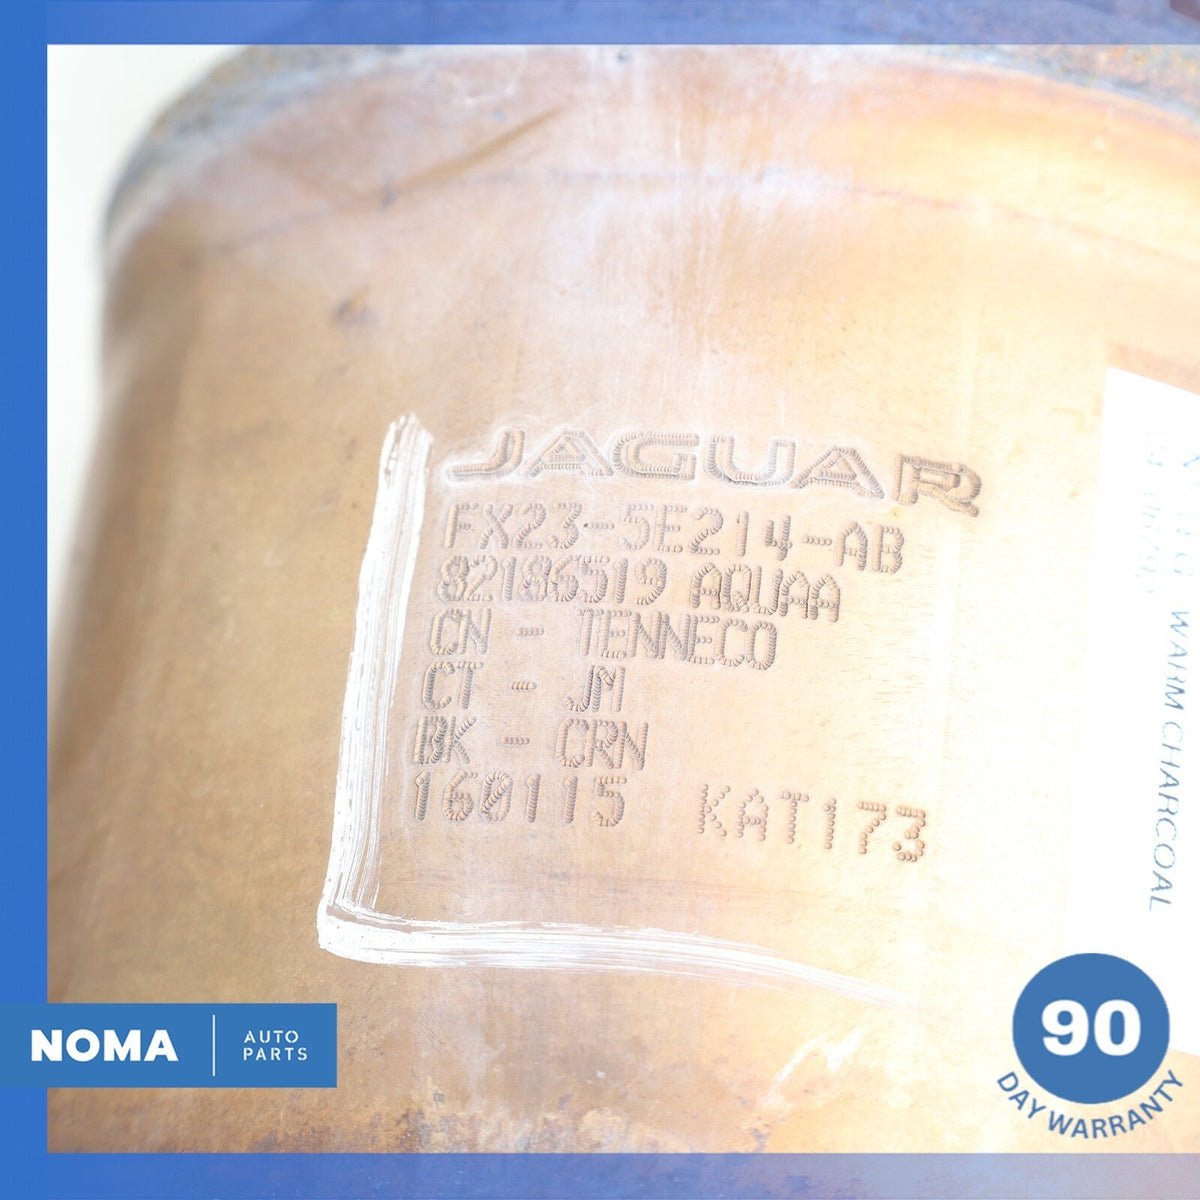 JAGUAR
FX23-5E214-AB
82186519 AQUAA
CN - TENNECO
CT - JM
BK - CRN
160115 KAT173
WAHM CHARCOAL
NOMA
AUTO
PARTS
90
DAY WARRANTY